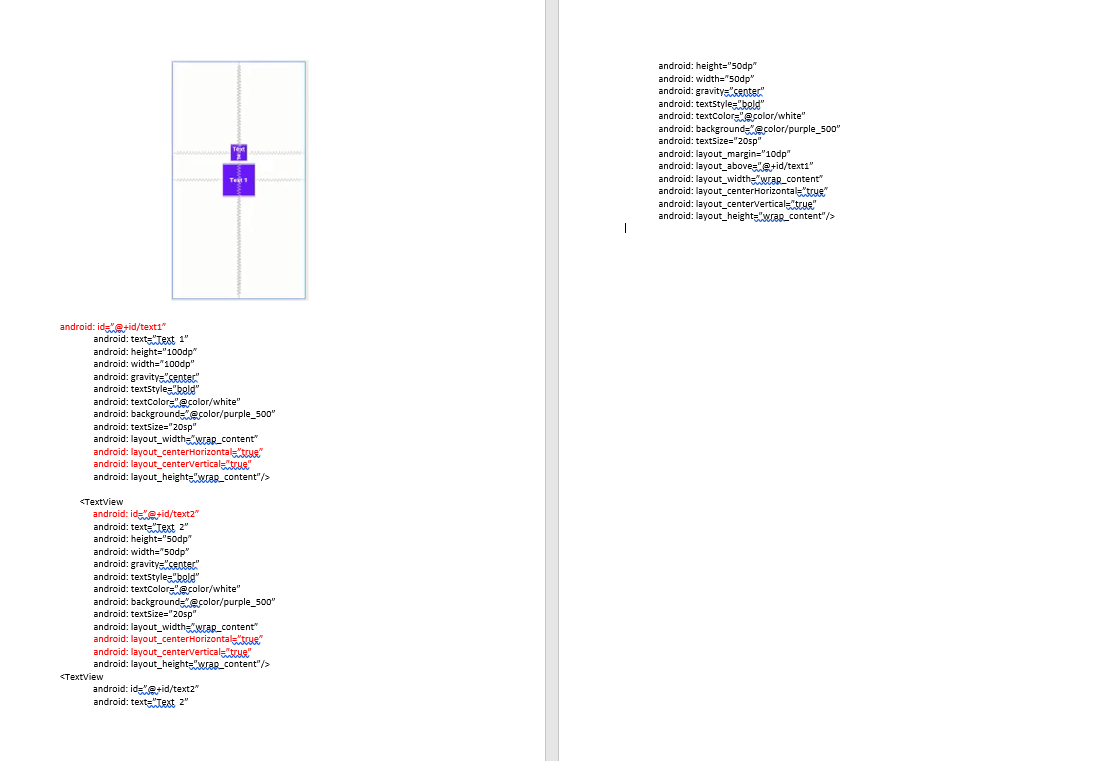 Text
2
Text 1
android: id="@+id/text1"
android: text="Text 1"
android: height="100dp"
android: width="100dp"
android: gravity="center"
android: textStyle="bold"
android: textColor="@color/white"
android: background="@color/purple_500"
android: textSize="20sp"
android: layout_width="wrap_content"
android: layout_centerHorizontal="true"
android: layout_centerVertical="true"
android: layout_height="wrap_content"/>
<TextView
android: id="@+id/text2"
android: text="Text 2"
android: height="50dp"
android: width="50dp"
android: gravity="center"
android: textStyle="bold"
android: textColor="@color/white"
android: background="@color/purple_500"
android: textSize="20sp"
android: layout_width="wrap_content"
android: layout_centerHorizontal="true"
android: layout_centerVertical="true"
android: layout_height="wrap_content"/>
<TextView
android: id="@+id/text2"
android: text="Text 2"
android: height="50dp"
android: width="50dp"
android: gravity="center"
android: textStyle="bold"
android: textColor="@color/white"
android: background="@color/purple_500"
android: textSize="20sp"
android: layout_margin="10dp"
android: layout_above="@+id/text1"
android: layout_width="wrap_content"
android: layout_centerHorizontal="true"
android: layout_centerVertical="true"
android: layout_height="wrap_content"/>